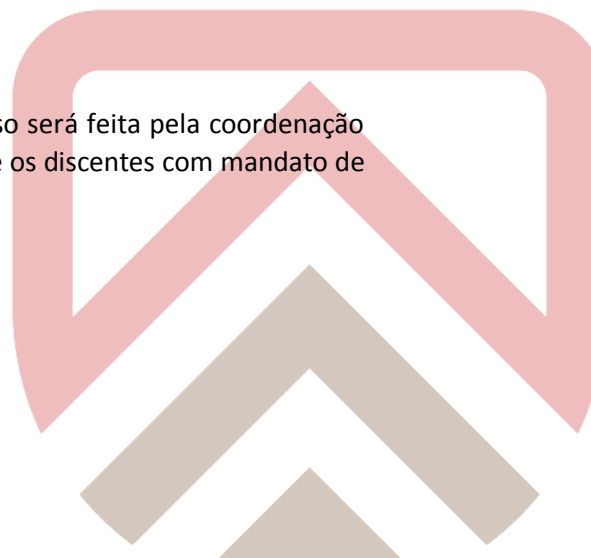 so será feita pela coordenação
e os discentes com mandato de